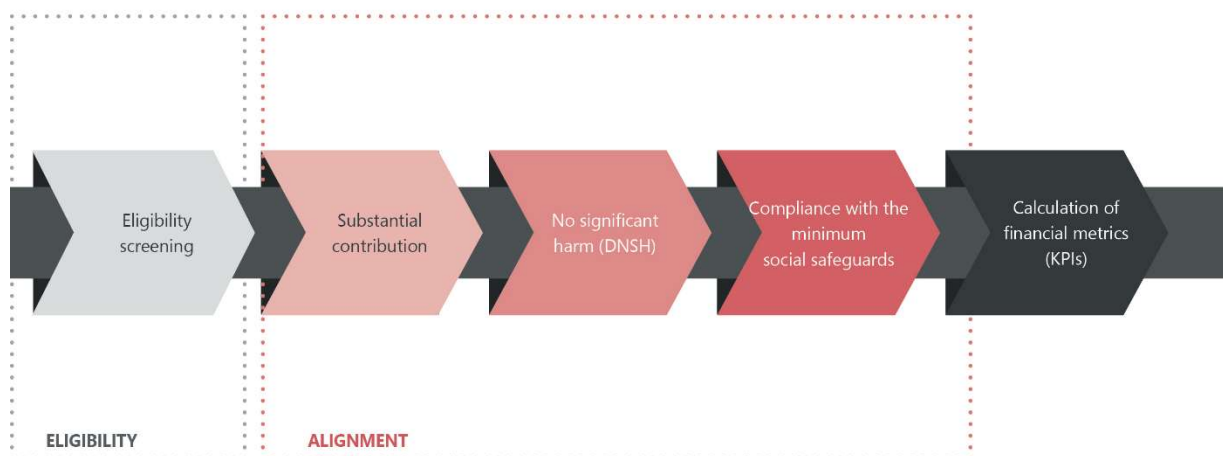 Eligibility
screening
Substantial
contribution
No significant
harm (DNSH)
Compliance with the
minimum
social safeguards
Calculation of
financial metrics
(KPIs)
ELIGIBILITY
ALIGNMENT